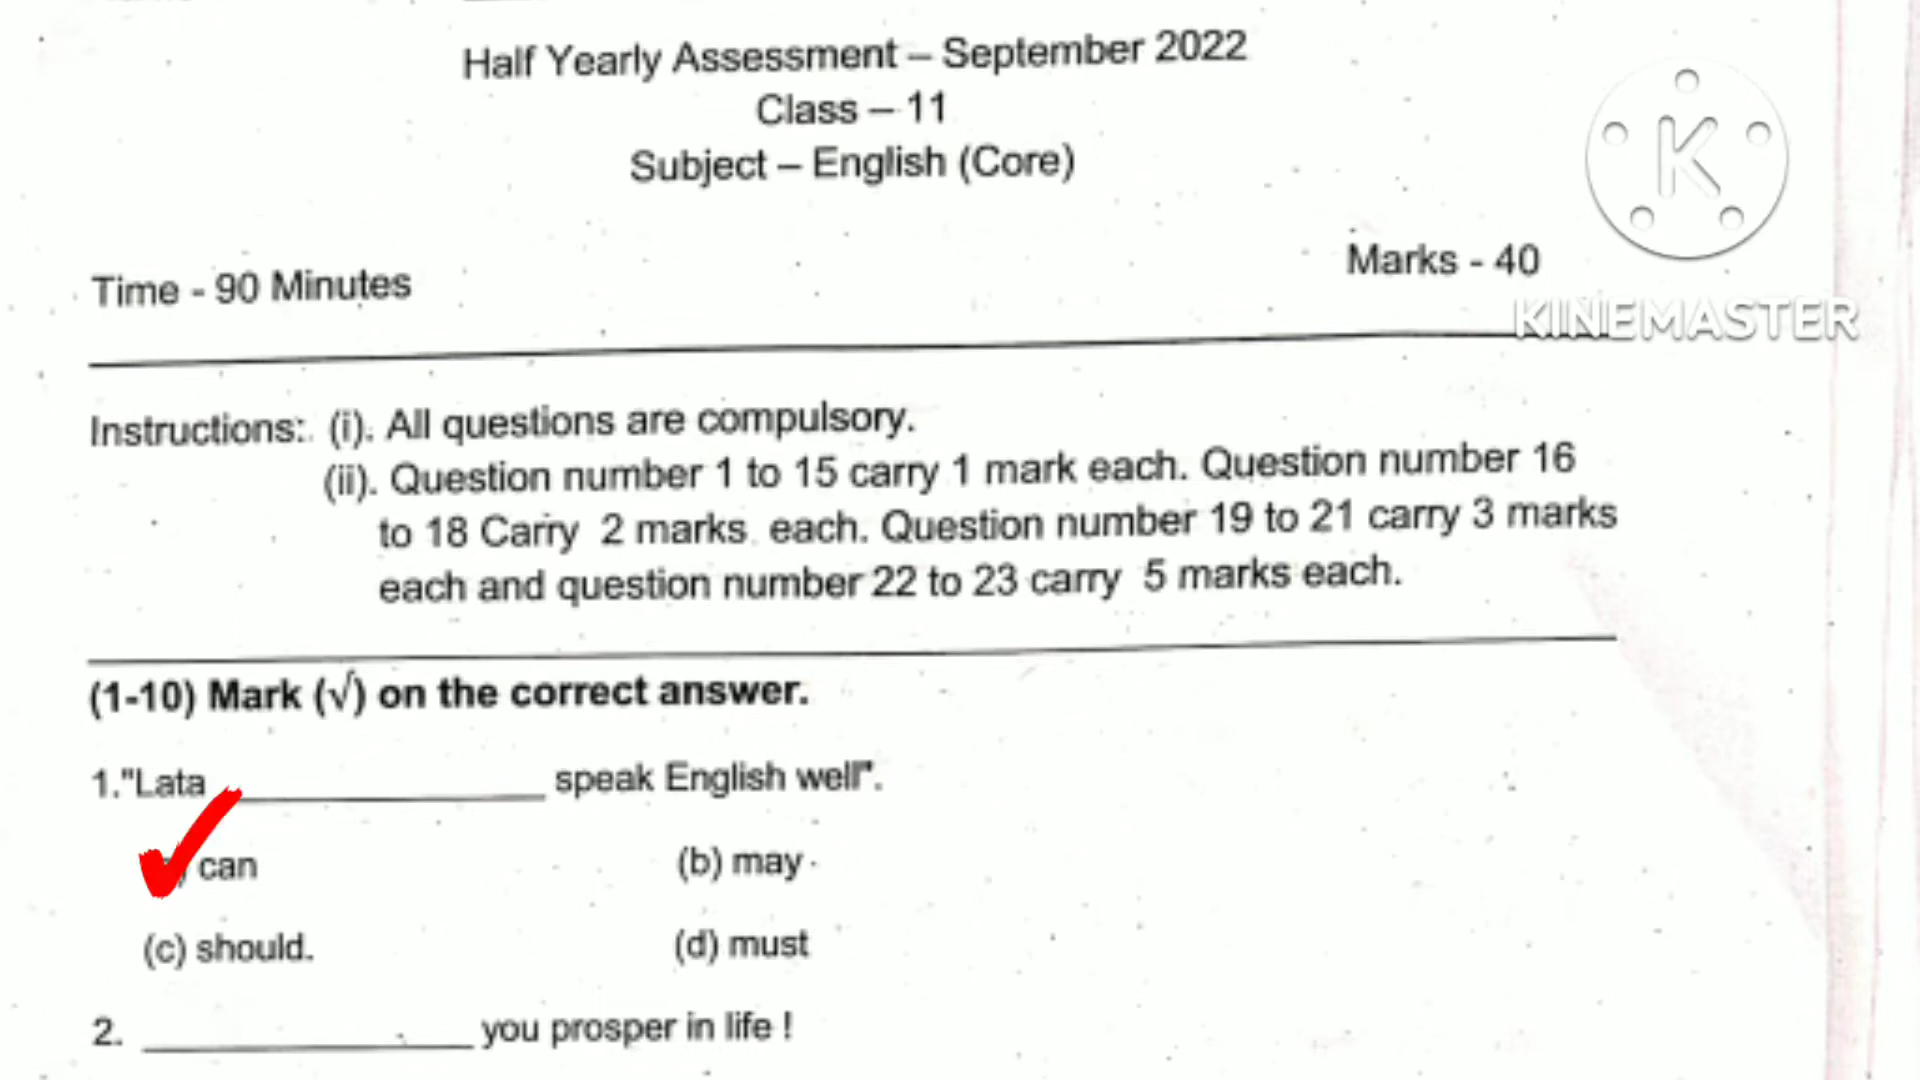 Half Yearly Assessment – September 2022
Class – 11
Subject – English (Core)
K
KINEMASTER
Time - 90 Minutes
Marks - 40
Instructions: (i). All questions are compulsory.
(ii). Question number 1 to 15 carry 1 mark each. Question number 16
to 18 Carry 2 marks each. Question number 19 to 21 carry 3 marks
each and question number 22 to 23 carry 5 marks each.
(1-10) Mark (√) on the correct answer.
1."Lata __________ speak English well".
can (b) may
(c) should. (d) must
2. __________ you prosper in life !